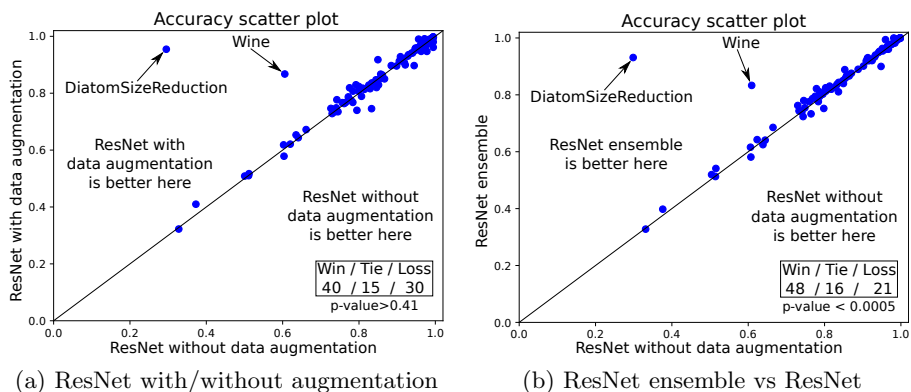 Accuracy scatter plot
ResNet with data augmentation
1.0
0.8
0.6
0.4
0.2
0.0
Wine
DiatomSizeReduction
ResNet with
data augmentation
is better here
ResNet without
data augmentation
is better here
Win / Tie / Loss
40 / 15 / 30
p-value>0.41
0.0 0.2 0.4 0.6 0.8 1.0
ResNet without data augmentation
(a) ResNet with/without augmentation
Accuracy scatter plot
ResNet ensemble
1.0
0.8
0.6
0.4
0.2
0.0
Wine
DiatomSizeReduction
ResNet ensemble
is better here
ResNet without
data augmentation
is better here
Win / Tie / Loss
48 / 16 / 21
p-value < 0.0005
0.0 0.2 0.4 0.6 0.8 1.0
ResNet without data augmentation
(b) ResNet ensemble vs ResNet